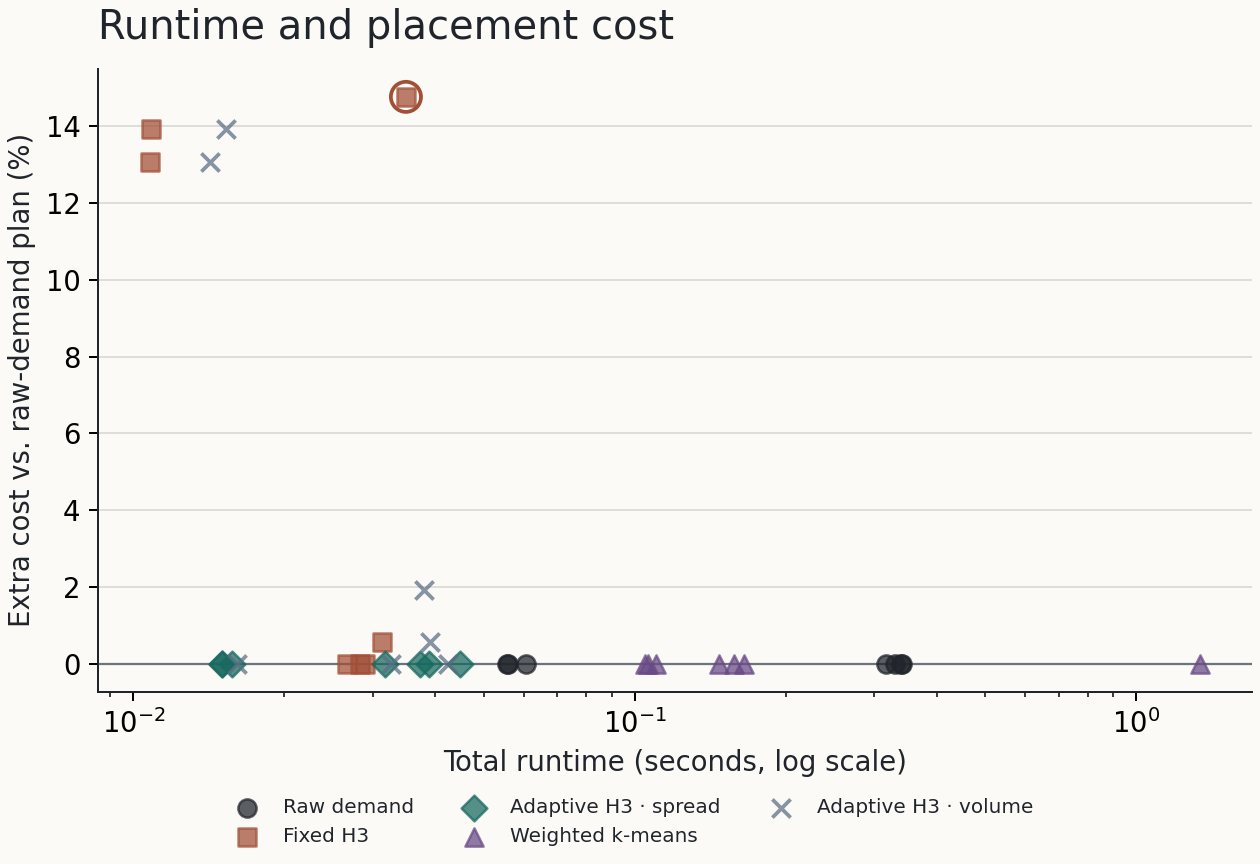 Runtime and placement cost
Extra cost vs. raw-demand plan (%)
14
12
10
8
6
4
2
0
10⁻² 10⁻¹ 10⁰
Total runtime (seconds, log scale)
Raw demand Adaptive H3 · spread Adaptive H3 · volume
Fixed H3 Weighted k-means